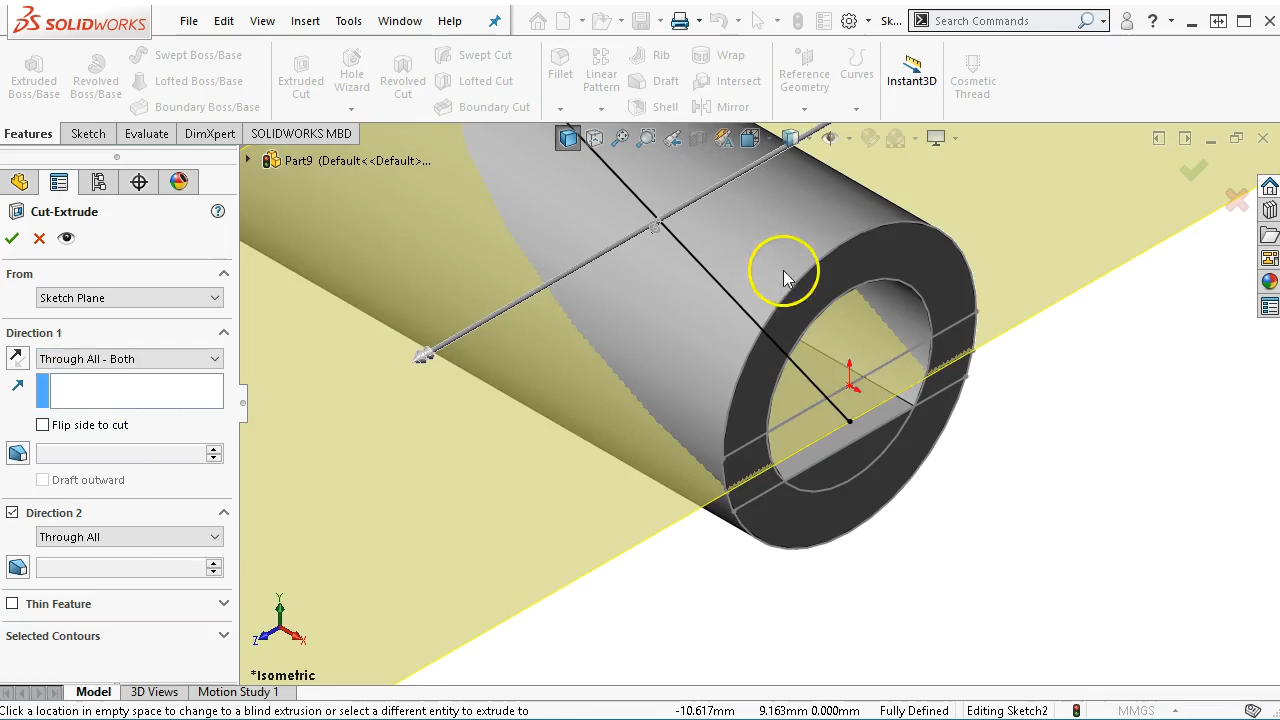 SOLIDWORKS File Edit View Insert Tools Window Help Sk... Search Commands ?
Extruded Boss/Base Revolved Boss/Base Swept Boss/Base Lofted Boss/Base Boundary Boss/Base Extruded Cut Hole Wizard Revolved Cut Swept Cut Lofted Cut Boundary Cut Fillet Linear Pattern Rib Draft Shell Wrap Intersect Mirror Reference Geometry Curves Instant3D Cosmetic Thread
Features Sketch Evaluate DimXpert SOLIDWORKS MBD
Part9 (Default<<Default>...
Cut-Extrude ?
From
Sketch Plane
Direction 1
Through All - Both
Flip side to cut
Draft outward
Direction 2
Through All
Thin Feature
Selected Contours
Y
Z X
*Isometric
Model 3D Views Motion Study 1
Click a location in empty space to change to a blind extrusion or select a different entity to extrude to -10.617mm 9.163mm 0.000mm Fully Defined Editing Sketch2 MMGS